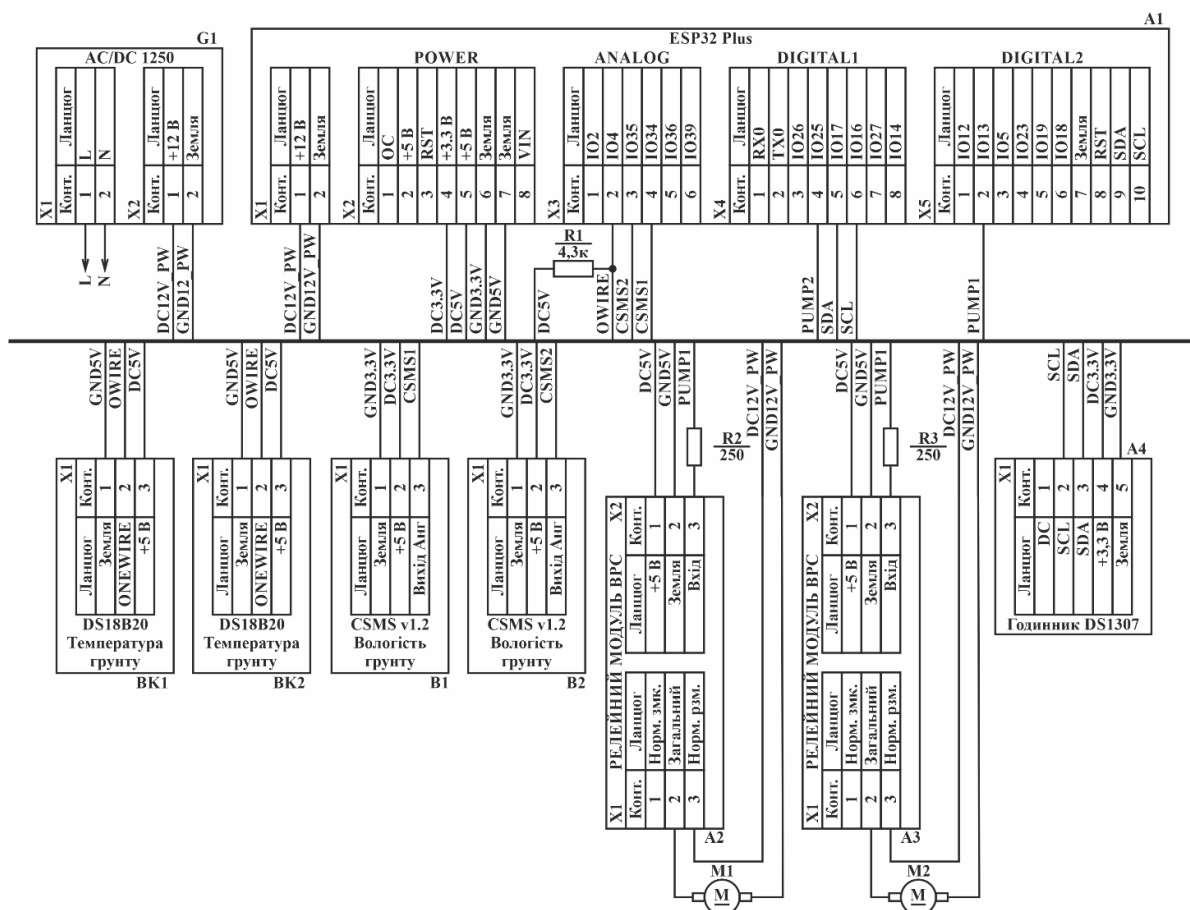 G1
AC/DC 1250
X1
Конт.
Ланцюг
1
L
2
N
X2
Конт.
Ланцюг
1
+12 В
2
Земля
A1
ESP32 Plus
X1
Конт.
Ланцюг
1
+12 В
2
Земля
POWER
X2
Конт.
Ланцюг
1
ОС
2
+5 В
3
RST
4
+3.3 В
5
+5 В
6
Земля
7
Земля
8
VIN
ANALOG
X3
Конт.
Ланцюг
1
IO2
2
IO4
3
IO35
4
IO34
5
IO36
6
IO39
DIGITAL1
X4
Конт.
Ланцюг
1
RX0
2
TX0
3
IO26
4
IO25
5
IO17
6
IO16
7
IO27
8
IO14
DIGITAL2
X5
Конт.
Ланцюг
1
IO12
2
IO13
3
IO5
4
IO23
5
IO19
6
IO18
7
Земля
8
RST
9
SDA
10
SCL
L
N
DC12V_PW
GND12_PW
DC12V_PW
GND12V_PW
DC3.3V
DC5V
GND3.3V
GND5V
DC5V
R1
4,3к
OWIRE
CSMS2
CSMS1
PUMP2
SDA
SCL
PUMP1
GND5V
OWIRE
DC5V
GND5V
OWIRE
DC5V
GND3.3V
DC3.3V
CSMS1
GND3.3V
DC3.3V
CSMS2
DC5V
GND5V
PUMP1
R2
250
DC12V_PW
GND12V_PW
DC5V
GND5V
PUMP1
R3
250
DC12V_PW
GND12V_PW
SCL
SDA
DC3.3V
GND3.3V
X1
Конт.
Ланцюг
1
Земля
2
ONEWIRE
3
+5 В
DS18B20
Температура
грунту
BK1
X1
Конт.
Ланцюг
1
Земля
2
ONEWIRE
3
+5 В
DS18B20
Температура
грунту
BK2
X1
Конт.
Ланцюг
1
Земля
2
+5 В
3
Вихід Анг
CSMS v1.2
Вологість
грунту
B1
X1
Конт.
Ланцюг
1
Земля
2
+5 В
3
Вихід Анг
CSMS v1.2
Вологість
грунту
B2
РЕЛЕЙНИЙ МОДУЛЬ ВРС
X2
Конт.
Ланцюг
1
+5 В
2
Земля
3
Вхід
X1
Конт.
Ланцюг
1
Норм. змк.
2
Загальний
3
Норм. рзм.
A2
M1
M
РЕЛЕЙНИЙ МОДУЛЬ ВРС
X2
Конт.
Ланцюг
1
+5 В
2
Земля
3
Вхід
X1
Конт.
Ланцюг
1
Норм. змк.
2
Загальний
3
Норм. рзм.
A3
M2
M
A4
X1
Конт.
Ланцюг
1
DC
2
SCL
3
SDA
4
+3,3 В
5
Земля
Годинник DS1307